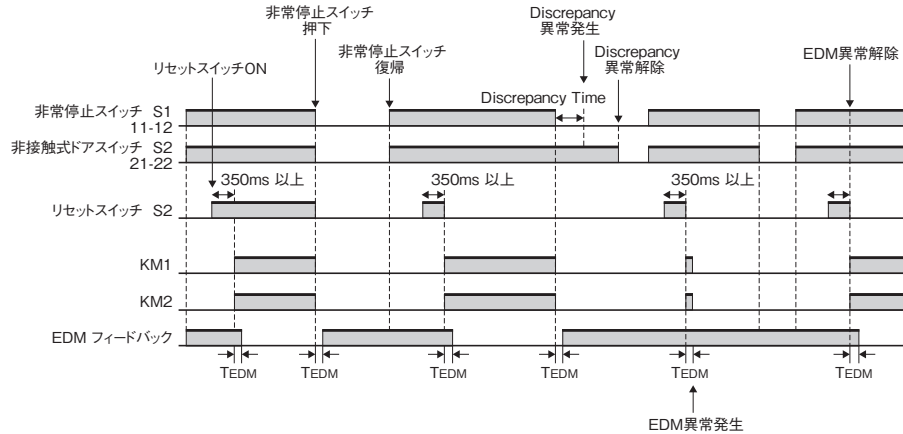 非常停止スイッチ
押下
Discrepancy
異常発生
非常停止スイッチ
復帰
Discrepancy
異常解除
EDM異常解除
リセットスイッチON
Discrepancy Time
非常停止スイッチ S1
11-12
非接触式ドアスイッチ S2
21-22
350ms 以上
350ms 以上
350ms 以上
リセットスイッチ S2
KM1
KM2
EDM フィードバック
TEDM
TEDM
TEDM
TEDM
TEDM
TEDM
EDM異常発生